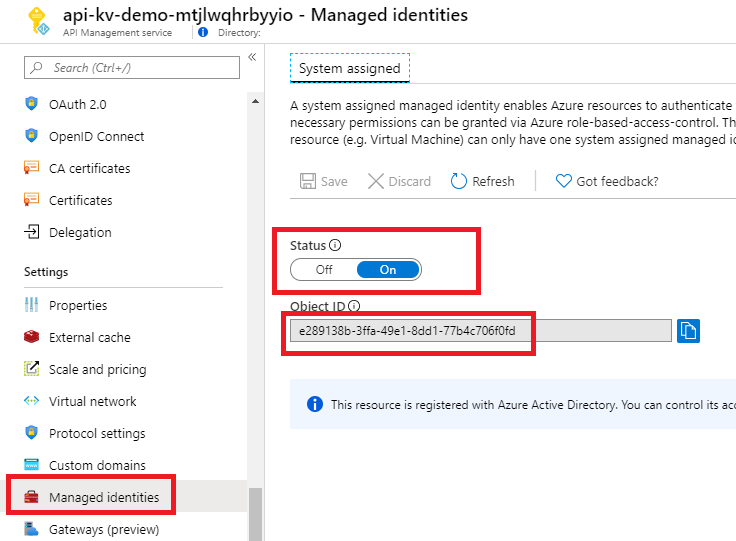 api-kv-demo-mtjlwqhrbyyio - Managed identities
API Management service
Directory:
Search (Ctrl+/)
OAuth 2.0
OpenID Connect
CA certificates
Certificates
Delegation
Settings
Properties
External cache
Scale and pricing
Virtual network
Protocol settings
Custom domains
Managed identities
Gateways (preview)
System assigned
A system assigned managed identity enables Azure resources to authenticate
necessary permissions can be granted via Azure role-based-access-control. Th
resource (e.g. Virtual Machine) can only have one system assigned managed id
Save Discard Refresh Got feedback?
Status
Off On
Object ID
e289138b-3ffa-49e1-8dd1-77b4c706f0fd
This resource is registered with Azure Active Directory. You can control its acc